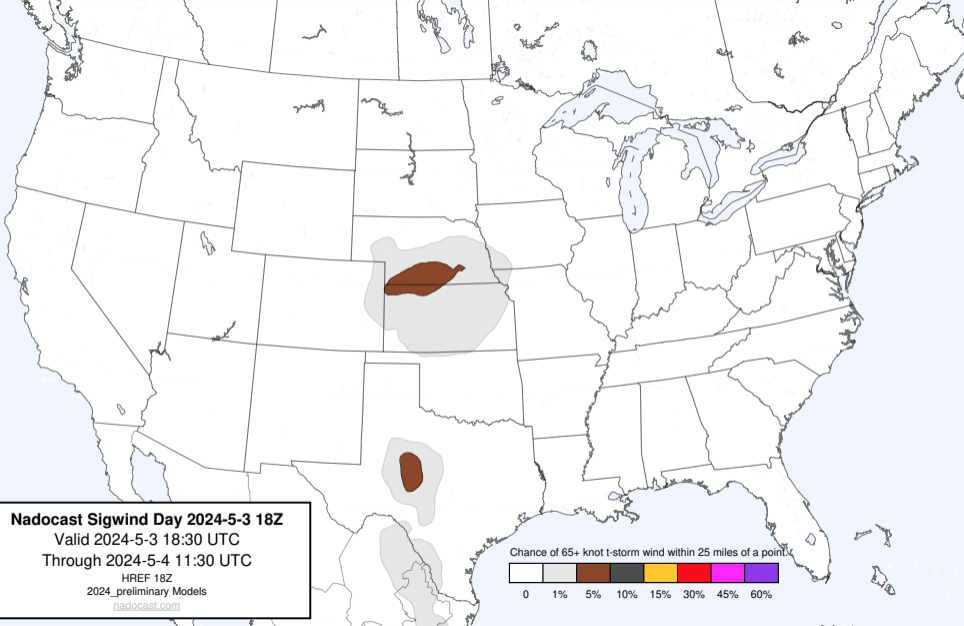 Nadocast Sigwind Day 2024-5-3 18Z
Valid 2024-5-3 18:30 UTC
Through 2024-5-4 11:30 UTC
HREF 18Z
2024_preliminary Models
nadocast.com
Chance of 65+ knot t-storm wind within 25 miles of a point.
0 1% 5% 10% 15% 30% 45% 60%